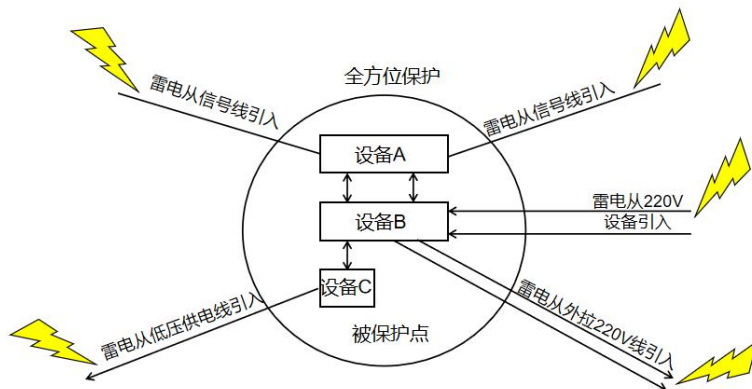 全方位保护
雷电从信号线引入
雷电从信号线引入
设备A
雷电从220V
设备引入
设备B
设备C
雷电从低压供电线引入
雷电从外拉220V线引入
被保护点